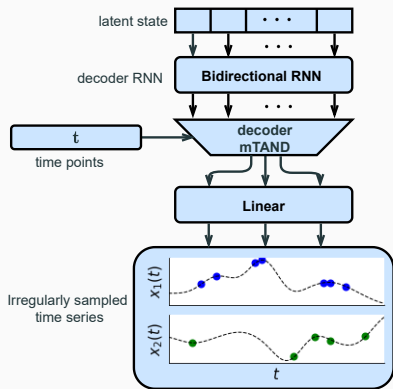 latent state
decoder RNN
Bidirectional RNN
decoder
mTAND
t
time points
Linear
Irregularly sampled
time series
x₁(t)
x₂(t)
t